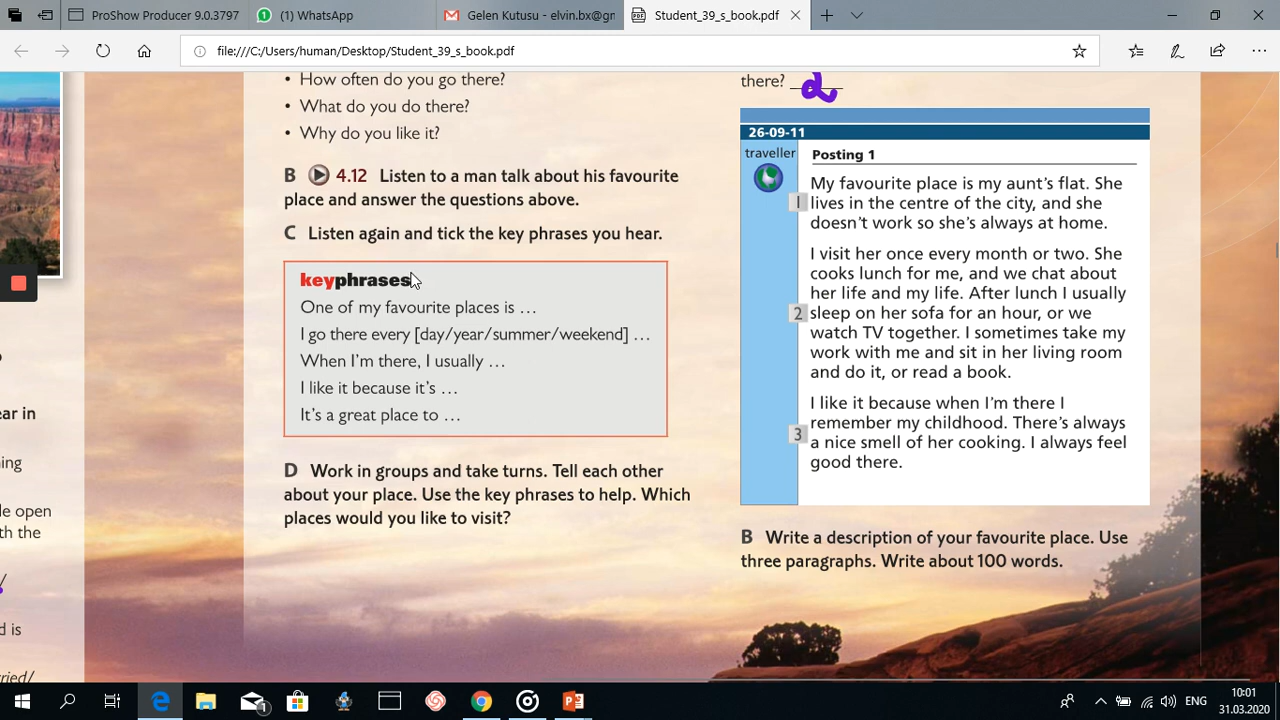 ProShow Producer 9.0.3797
(1) WhatsApp
Gelen Kutusu - elvin.bx@gn
Student_39_s_book.pdf
file:///C:/Users/human/Desktop/Student_39_s_book.pdf
• How often do you go there?
• What do you do there?
• Why do you like it?
B 4.12 Listen to a man talk about his favourite
place and answer the questions above.
C Listen again and tick the key phrases you hear.
keyphrases
One of my favourite places is …
I go there every [day/year/summer/weekend] …
When I'm there, I usually …
I like it because it's …
It's a great place to …
D Work in groups and take turns. Tell each other
about your place. Use the key phrases to help. Which
places would you like to visit?
ear in
ing
le open
th the
/
d is
ried/
there? d
26-09-11
traveller
Posting 1
1
My favourite place is my aunt's flat. She
lives in the centre of the city, and she
doesn't work so she's always at home.
2
I visit her once every month or two. She
cooks lunch for me, and we chat about
her life and my life. After lunch I usually
sleep on her sofa for an hour, or we
watch TV together. I sometimes take my
work with me and sit in her living room
and do it, or read a book.
3
I like it because when I'm there I
remember my childhood. There's always
a nice smell of her cooking. I always feel
good there.
B Write a description of your favourite place. Use
three paragraphs. Write about 100 words.
1
ENG
10:01
31.03.2020